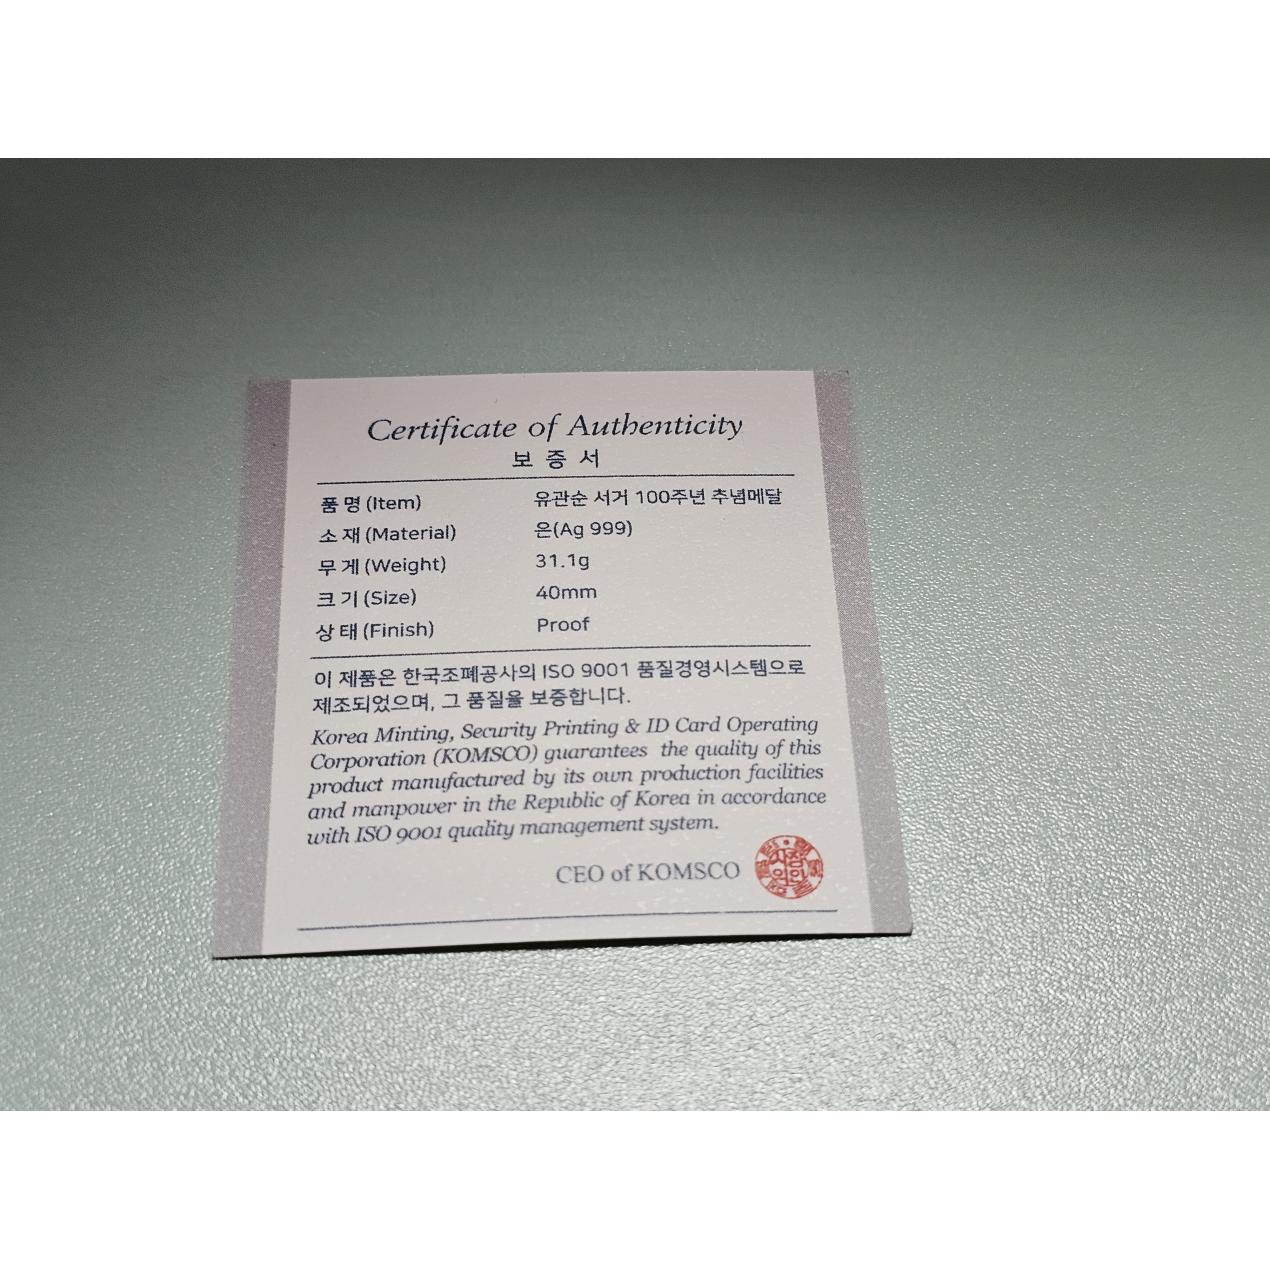 Certificate of Authenticity
보 증 서
품 명 (Item) 유관순 서거 100주년 추념메달
소 재 (Material) 은(Ag 999)
무 게 (Weight) 31.1g
크 기 (Size) 40mm
상 태 (Finish) Proof
이 제품은 한국조폐공사의 ISO 9001 품질경영시스템으로
제조되었으며, 그 품질을 보증합니다.
Korea Minting, Security Printing & ID Card Operating
Corporation (KOMSCO) guarantees the quality of this
product manufactured by its own production facilities
and manpower in the Republic of Korea in accordance
with ISO 9001 quality management system.
CEO of KOMSCO